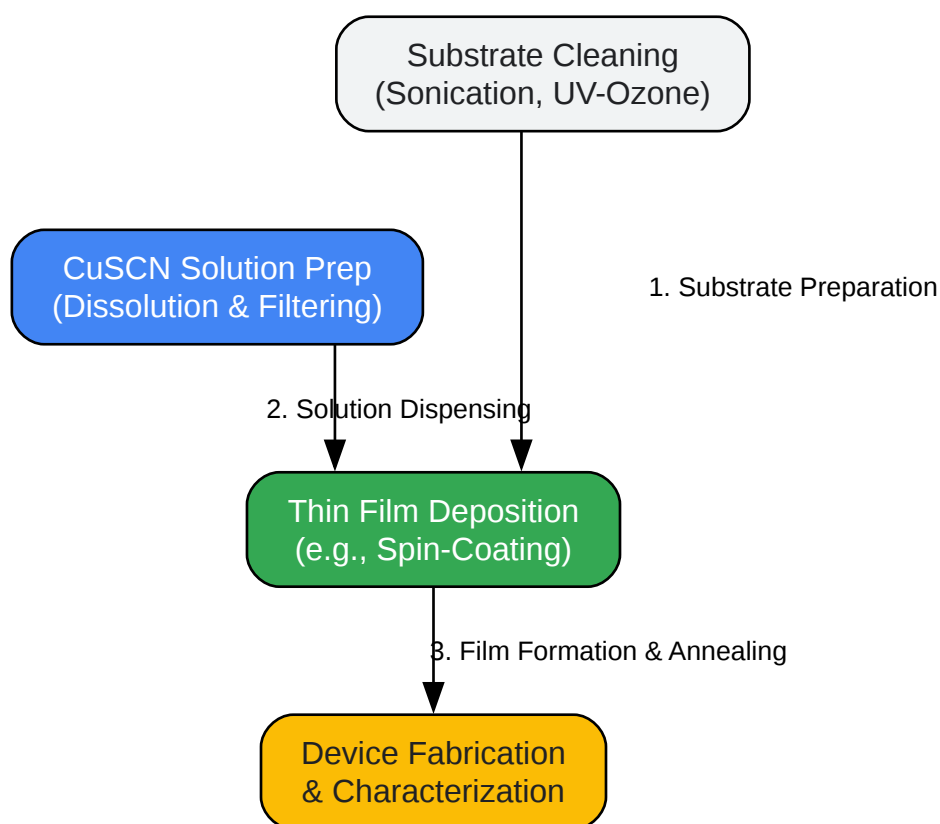 Substrate Cleaning
(Sonication, UV-Ozone)
CuSCN Solution Prep
(Dissolution & Filtering)
1. Substrate Preparation
2. Solution Dispensing
Thin Film Deposition
(e.g., Spin-Coating)
3. Film Formation & Annealing
Device Fabrication
& Characterization